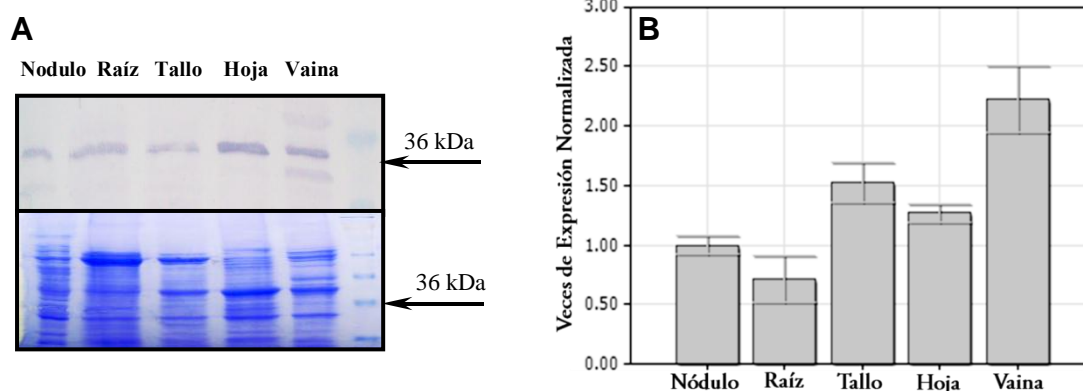 A
Nodulo Raíz Tallo Hoja Vaina
36 kDa
36 kDa
B
Veces de Expresión Normalizada
3.00
2.50
2.00
1.50
1.00
0.50
0.00
Nódulo Raíz Tallo Hoja Vaina